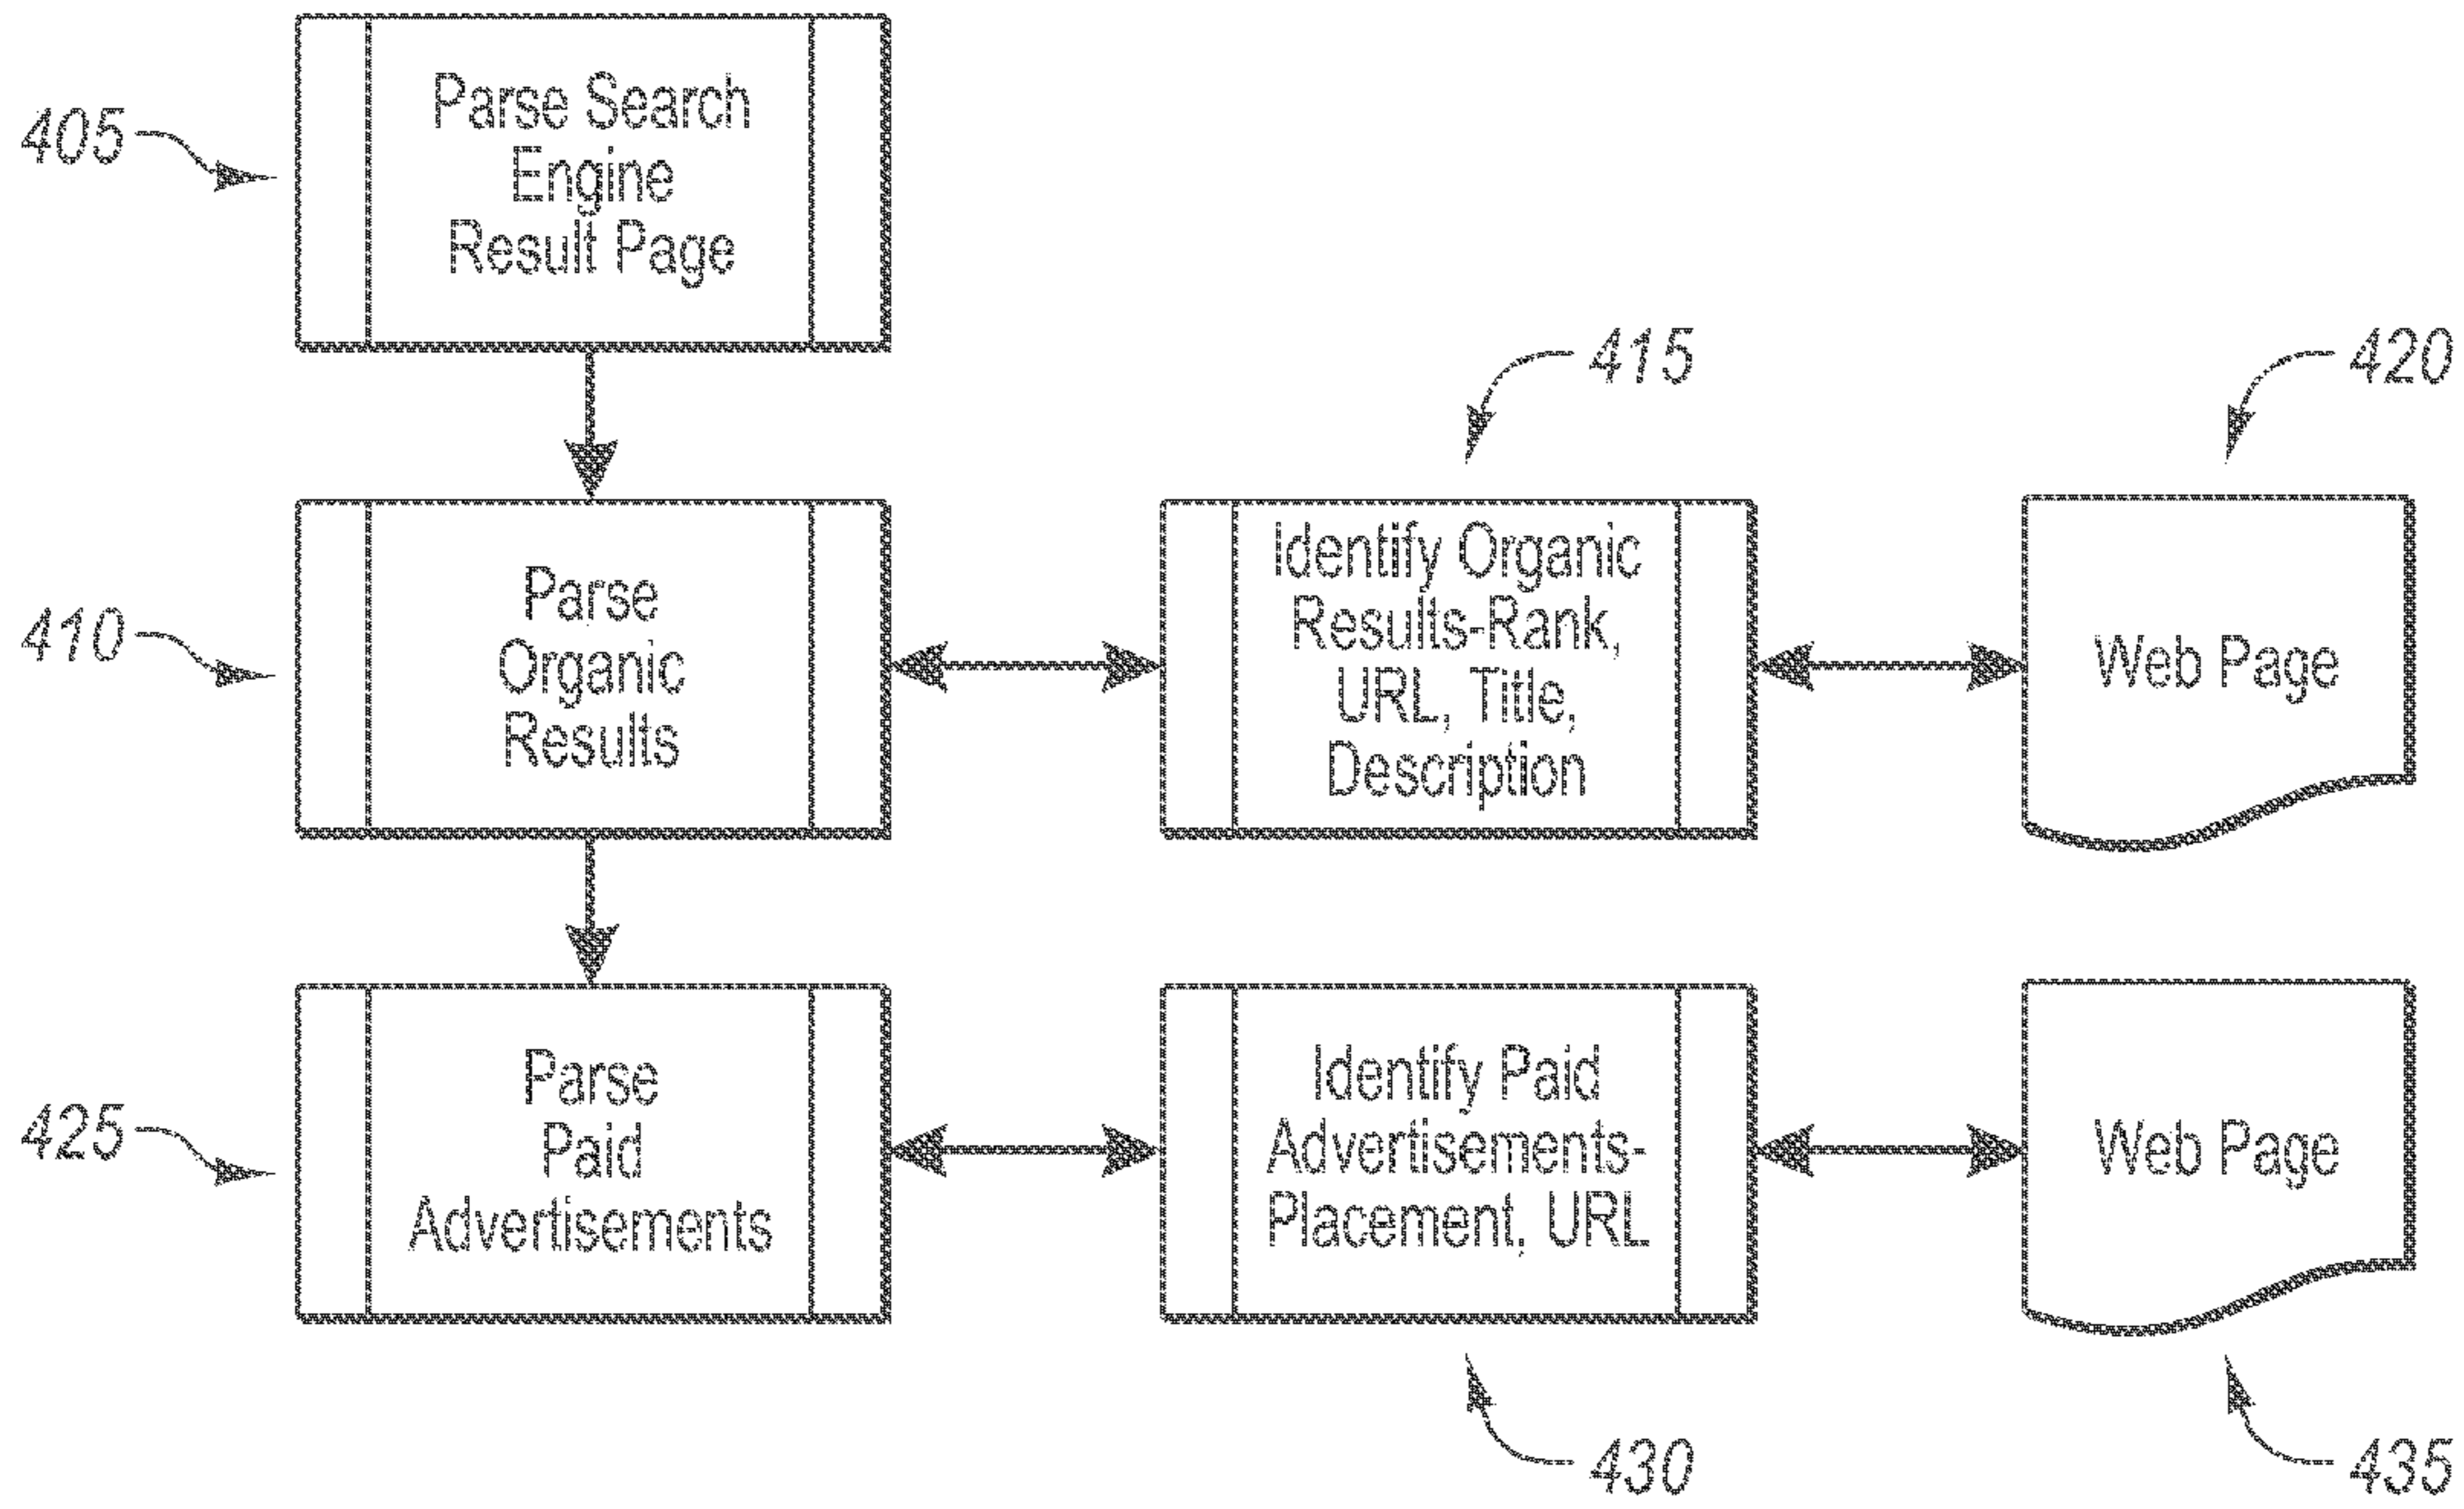 405
Parse Search
Engine
Result Page
415
420
410
Parse
Organic
Results
Identify Organic
Results-Rank,
URL, Title,
Description
Web Page
425
Parse
Paid
Advertisements
Identify Paid
Advertisements-
Placement, URL
Web Page
430
435